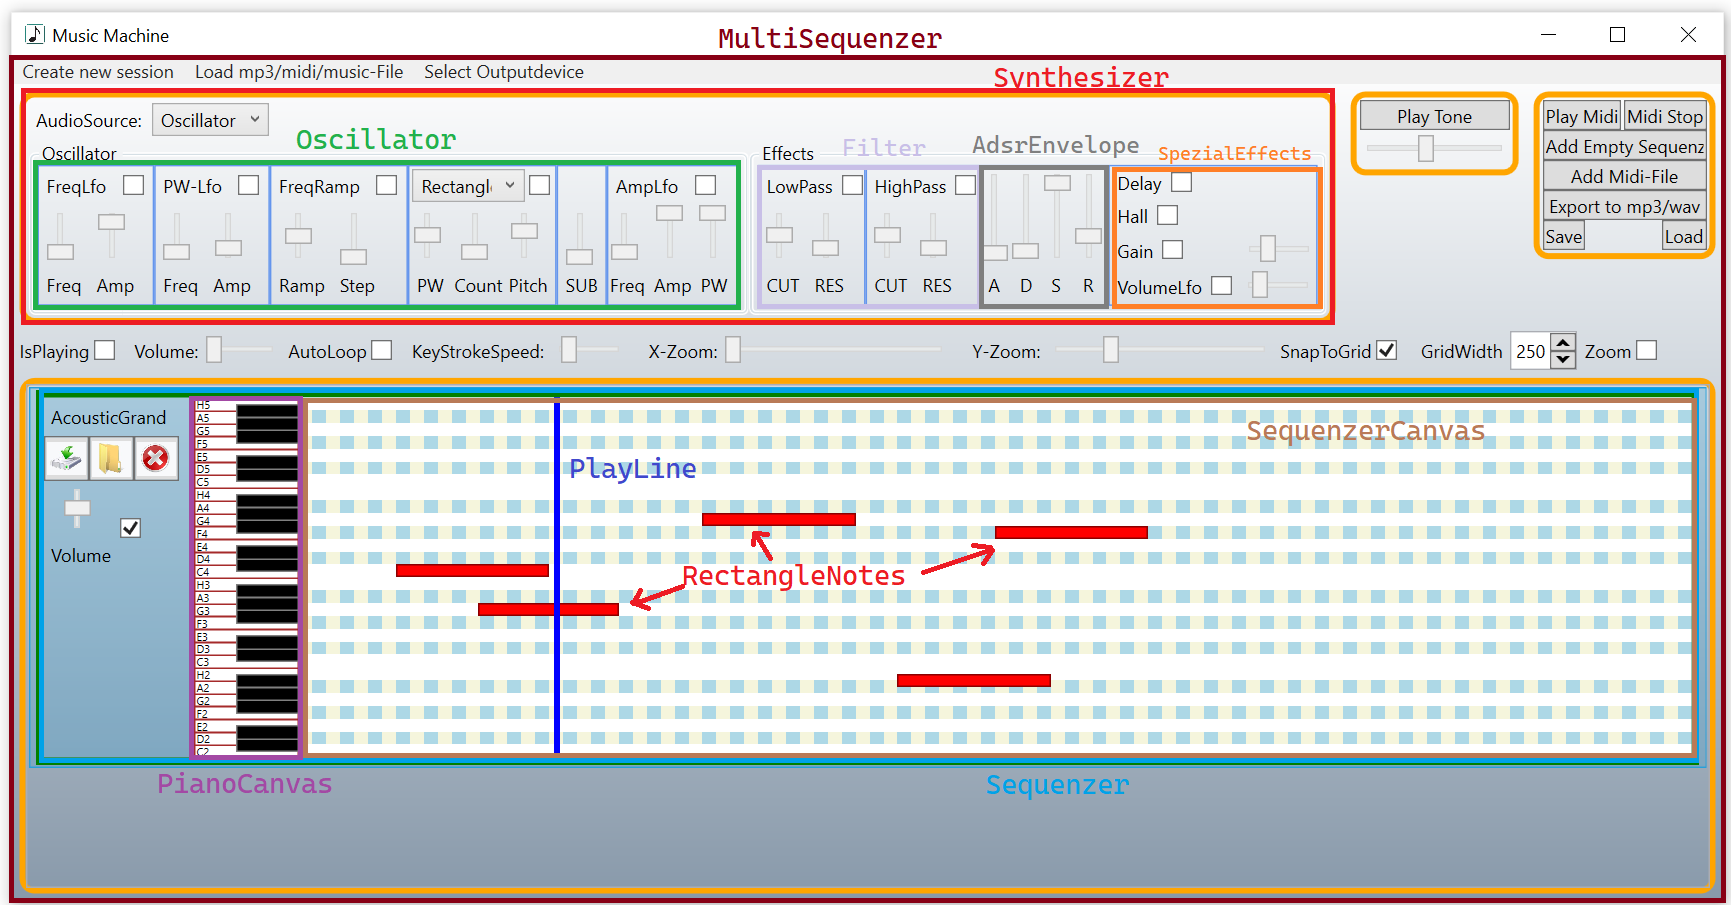 Music Machine
MultiSequenzer
Create new session Load mp3/midi/music-File Select Outputdevice
Synthesizer
AudioSource: Oscillator
Oscillator
Oscillator
Effects
Filter
AdsrEnvelope
SpezialEffects
FreqLfo PW-Lfo FreqRamp Rectangl AmpLfo
Freq Amp Freq Amp Ramp Step PW Count Pitch SUB Freq Amp PW
LowPass HighPass
CUT RES CUT RES A D S R
Delay
Hall
Gain
VolumeLfo
Play Tone
Play Midi Midi Stop
Add Empty Sequenz
Add Midi-File
Export to mp3/wav
Save Load
IsPlaying Volume: AutoLoop KeyStrokeSpeed: X-Zoom: Y-Zoom: SnapToGrid GridWidth 250 Zoom
AcousticGrand
Volume
H5
A5
G5
F5
E5
D5
C5
H4
A4
G4
F4
E4
D4
C4
H3
A3
G3
F3
E3
D3
C3
H2
A2
G2
F2
E2
D2
C2
SequenzerCanvas
PlayLine
RectangleNotes
PianoCanvas
Sequenzer